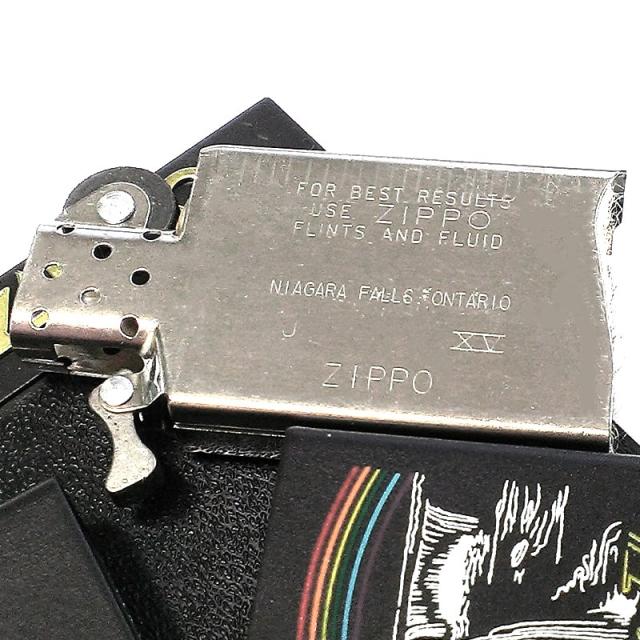 FOR BEST RESULTS
USE ZIPPO
FLINTS AND FLUID
NIAGARA FALLS, ONTARIO
J XV
ZIPPO